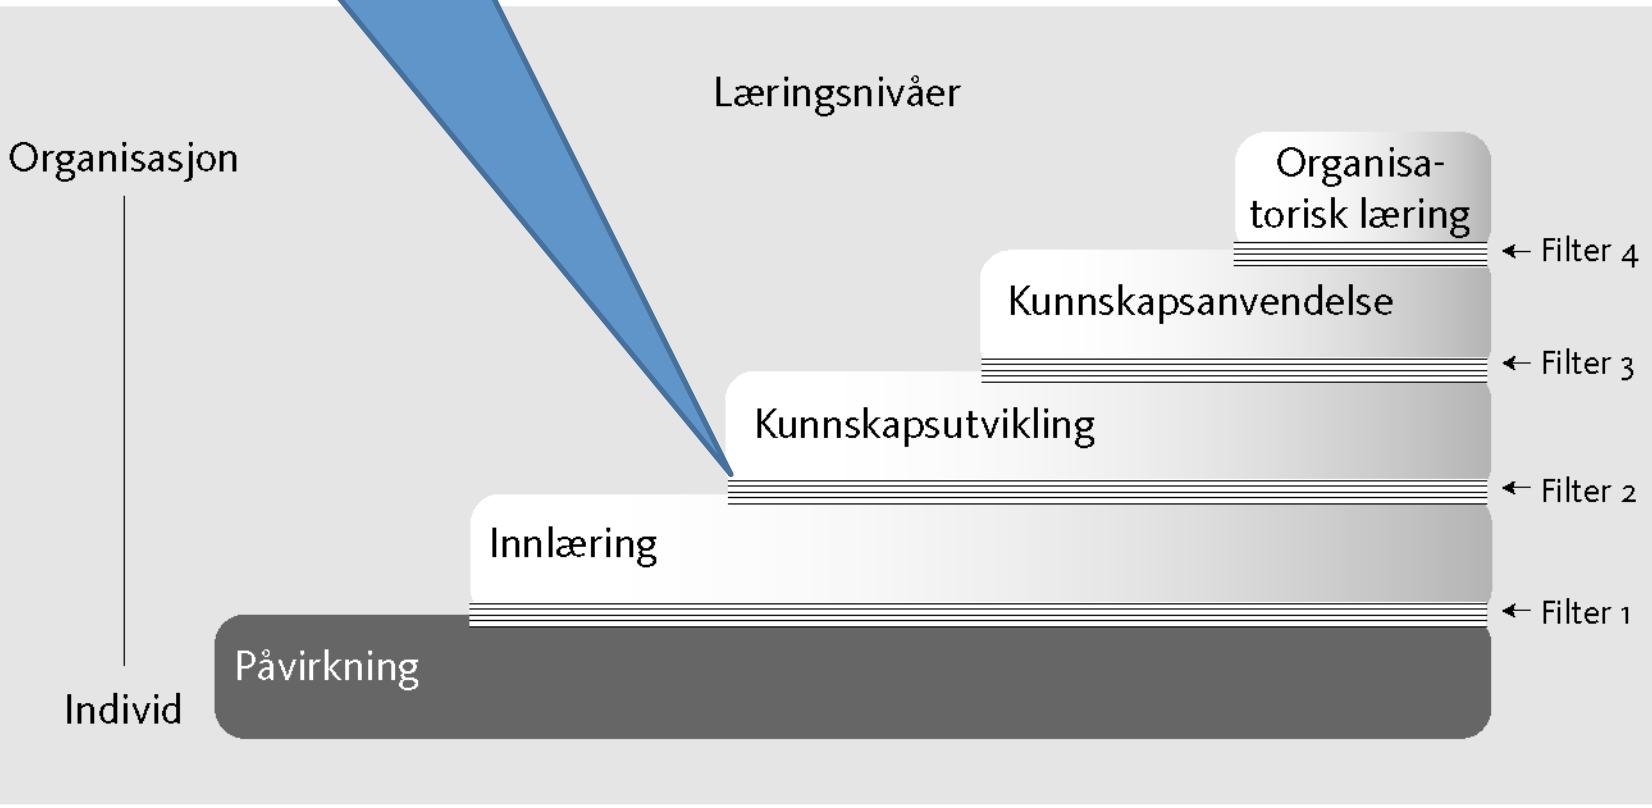 Læringsnivåer
Organisasjon
Individ
Organisa-
torisk læring
← Filter 4
Kunnskapsanvendelse
← Filter 3
Kunnskapsutvikling
← Filter 2
Innlæring
← Filter 1
Påvirkning